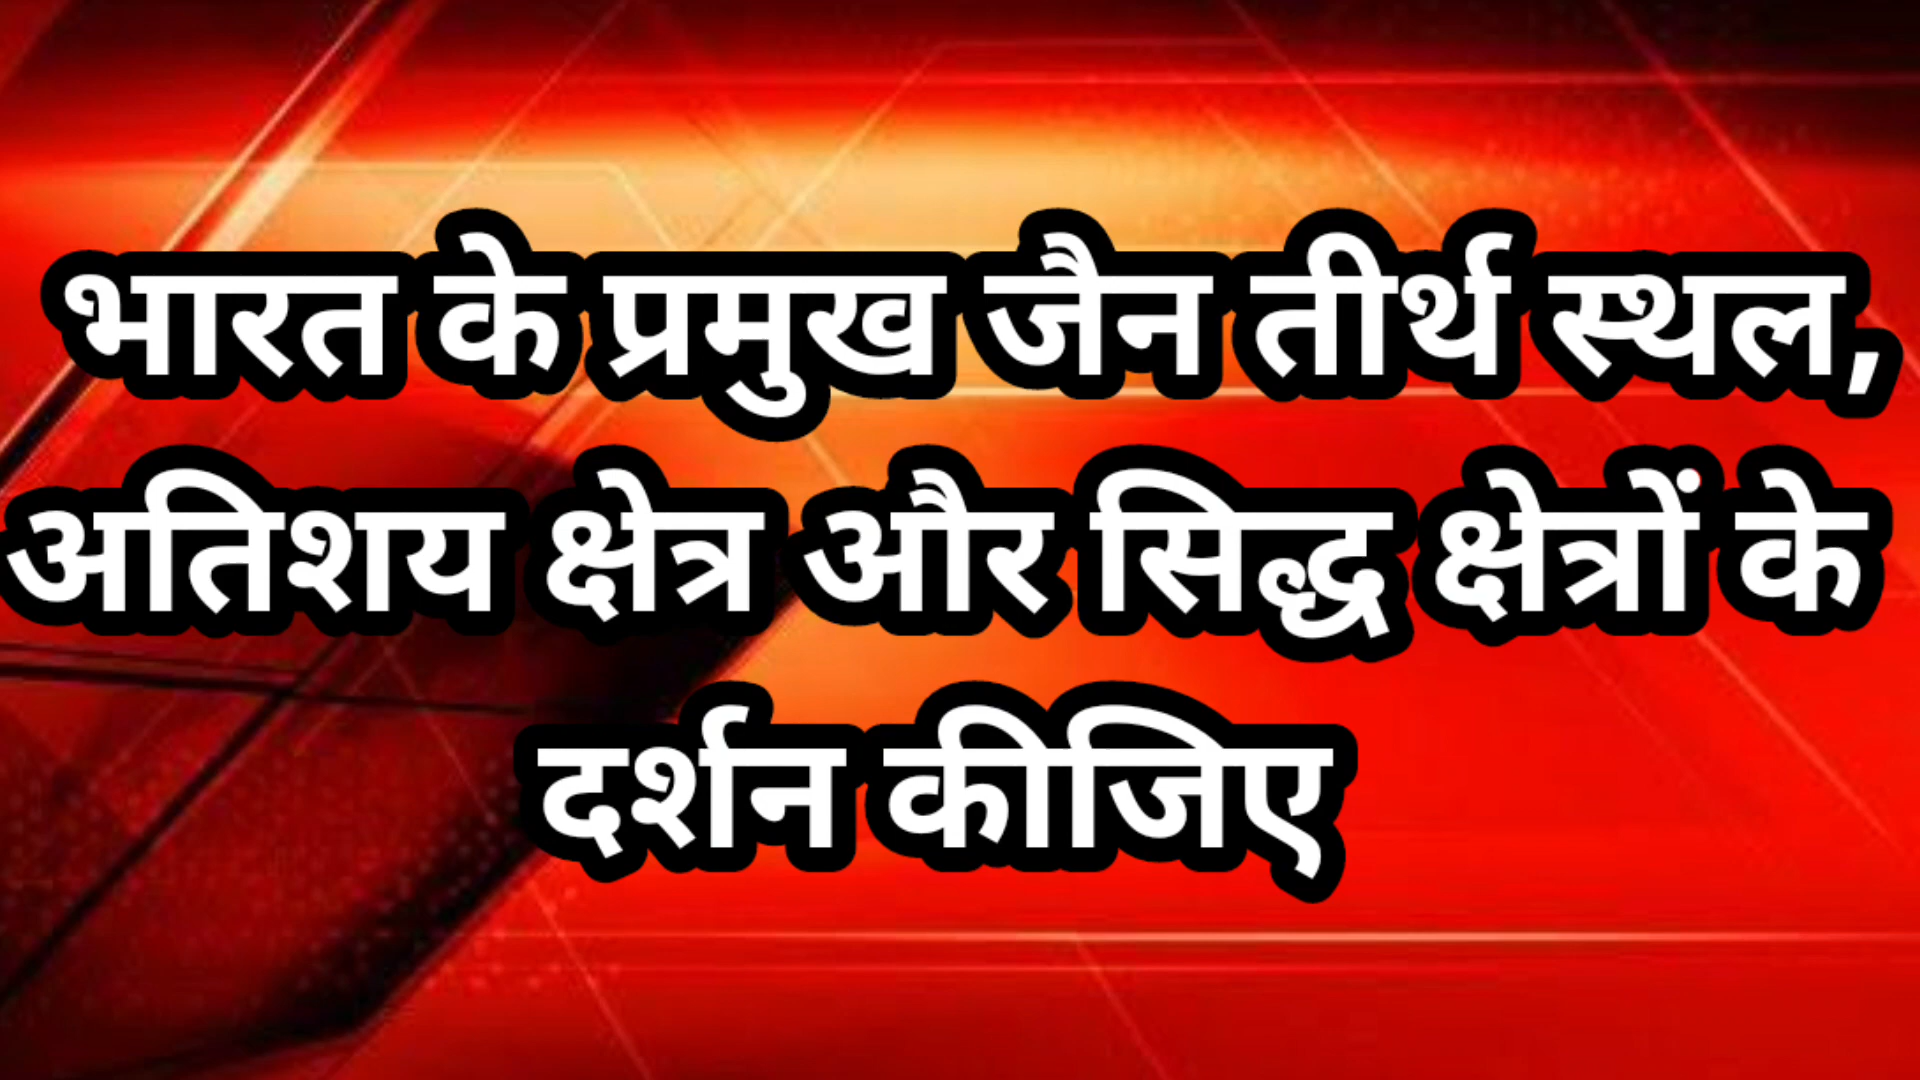 भारत के प्रमुख जैन तीर्थ स्थल,
अतिशय क्षेत्र और सिद्ध क्षेत्रों के
दर्शन कीजिए